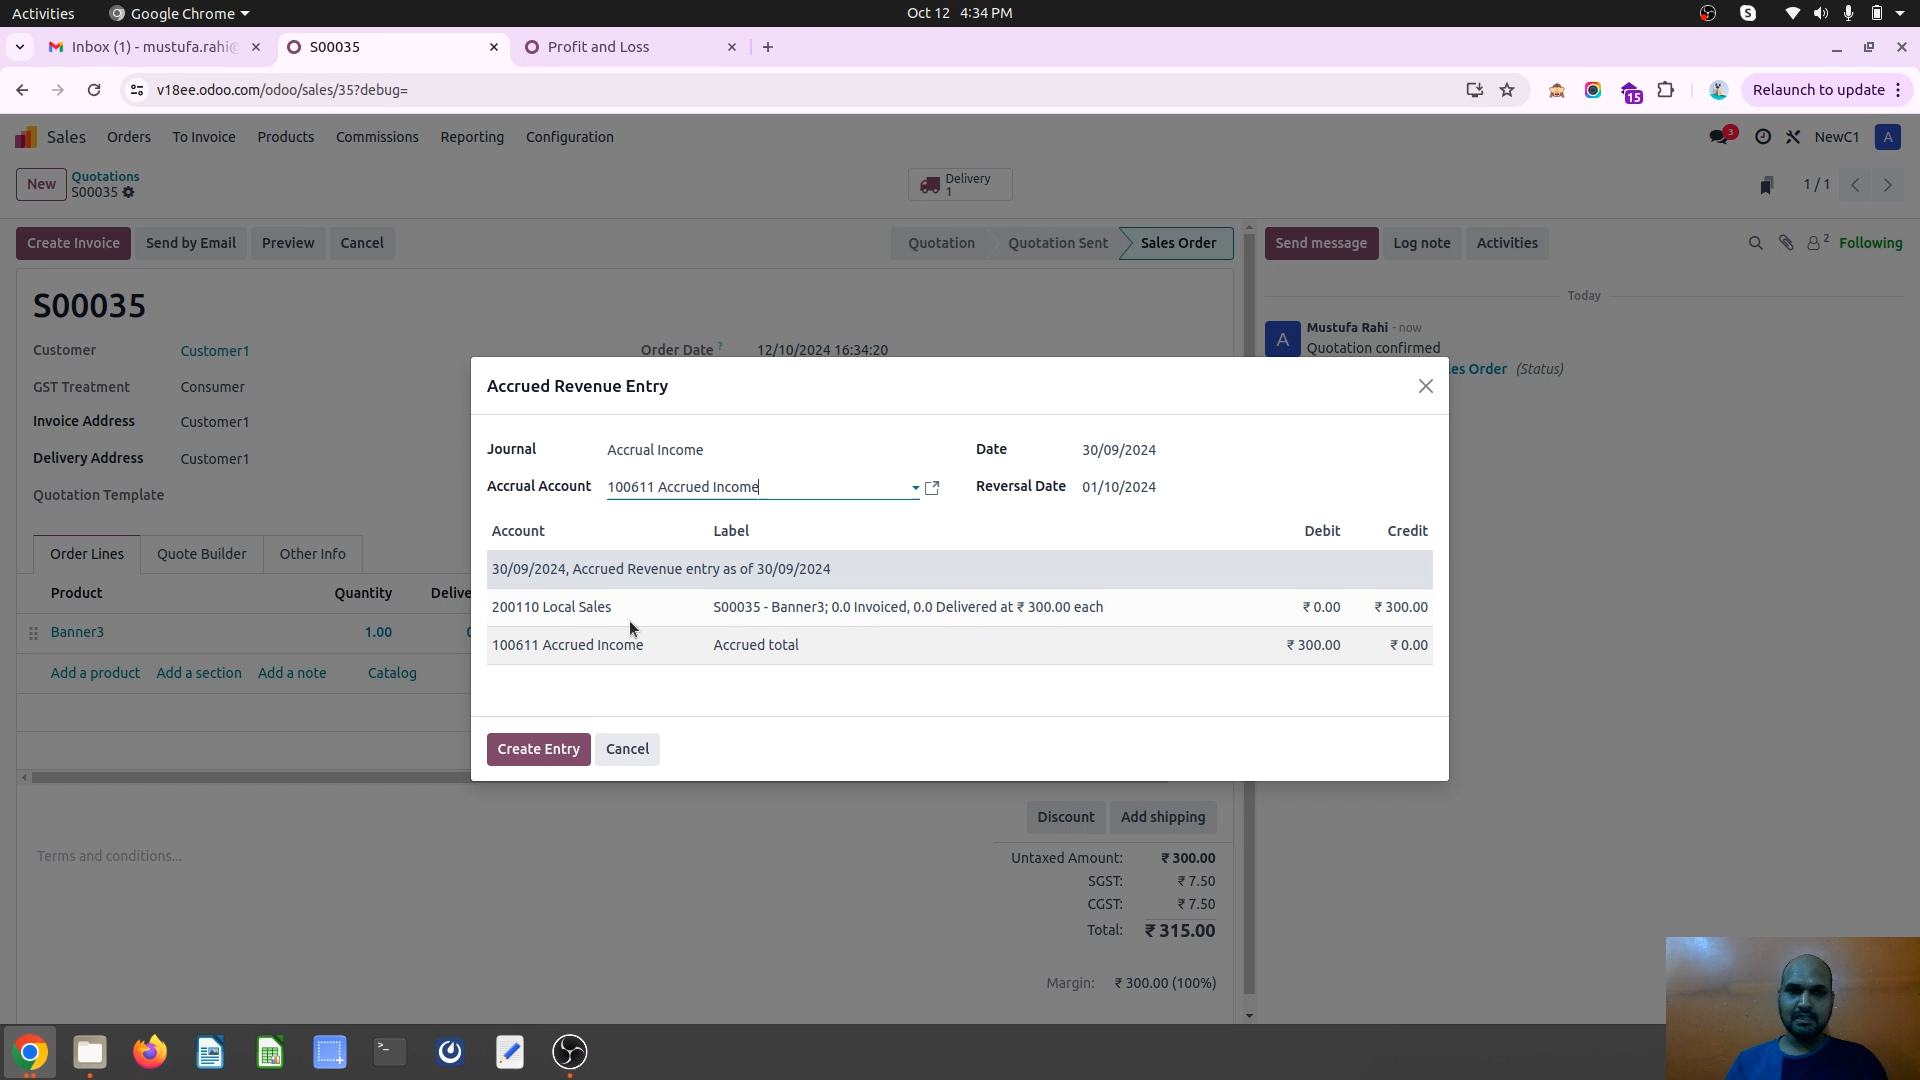 Activities Google Chrome Oct 12 4:34 PM
Inbox (1) - mustufa.rahi@ S00035 Profit and Loss
v18ee.odoo.com/odoo/sales/35?debug= 15 Relaunch to update
Sales Orders To Invoice Products Commissions Reporting Configuration 3 NewC1 A
New Quotations
S00035
Delivery
1
1 / 1
Create Invoice Send by Email Preview Cancel Quotation Quotation Sent Sales Order Send message Log note Activities 2 Following
Today
S00035
Customer Customer1 Order Date ? 12/10/2024 16:34:20
A Mustufa Rahi - now
Quotation confirmed
es Order (Status)
GST Treatment Consumer
Invoice Address Customer1
Delivery Address Customer1
Quotation Template
Order Lines Quote Builder Other Info
Product Quantity Delive
Banner3 1.00
Add a product Add a section Add a note Catalog
Accrued Revenue Entry
Journal Accrual Income Date 30/09/2024
Accrual Account 100611 Accrued Income Reversal Date 01/10/2024
Account Label Debit Credit
30/09/2024, Accrued Revenue entry as of 30/09/2024
200110 Local Sales S00035 - Banner3; 0.0 Invoiced, 0.0 Delivered at ₹ 300.00 each ₹ 0.00 ₹ 300.00
100611 Accrued Income Accrued total ₹ 300.00 ₹ 0.00
Create Entry Cancel
Discount Add shipping
Terms and conditions...
Untaxed Amount: ₹ 300.00
SGST: ₹ 7.50
CGST: ₹ 7.50
Total: ₹ 315.00
Margin: ₹ 300.00 (100%)